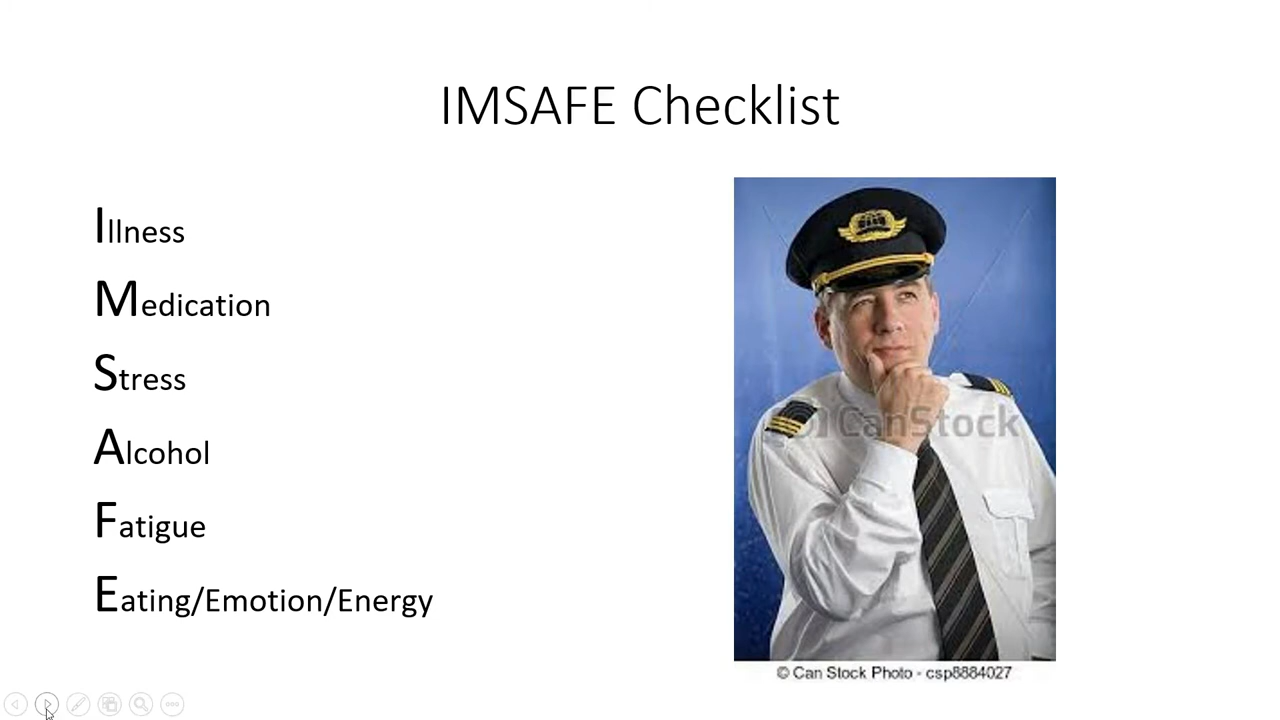 IMSAFE Checklist
Illness
Medication
Stress
Alcohol
Fatigue
Eating/Emotion/Energy
CanStock
© Can Stock Photo - csp8884027